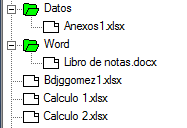 Datos
Anexos1.xlsx
Word
Libro de notas.docx
Bdjggomez1.xlsx
Calculo 1.xlsx
Calculo 2.xlsx